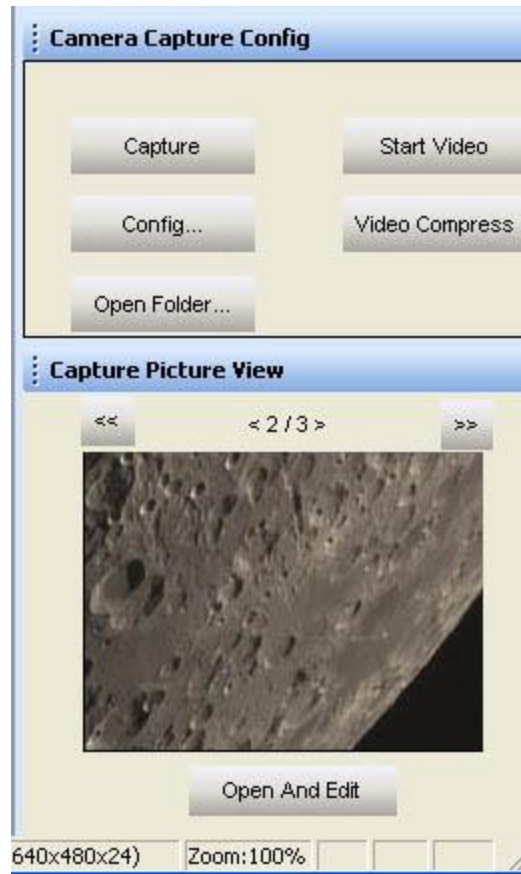 Camera Capture Config
Capture Start Video
Config... Video Compress
Open Folder...
Capture Picture View
<< < 2 / 3 > >>
Open And Edit
640x480x24) Zoom:100%